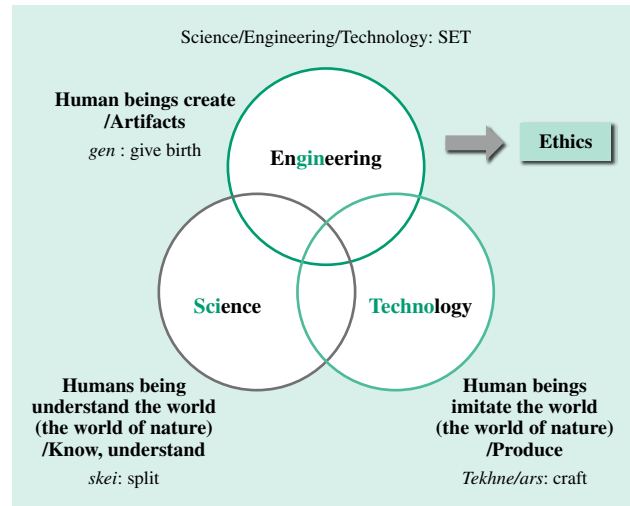 Science/Engineering/Technology: SET
Human beings create
/Artifacts
gen : give birth
Engineering
Ethics
Science
Technology
Humans being
understand the world
(the world of nature)
/Know, understand
skei: split
Human beings
imitate the world
(the world of nature)
/Produce
Tekhne/ars: craft